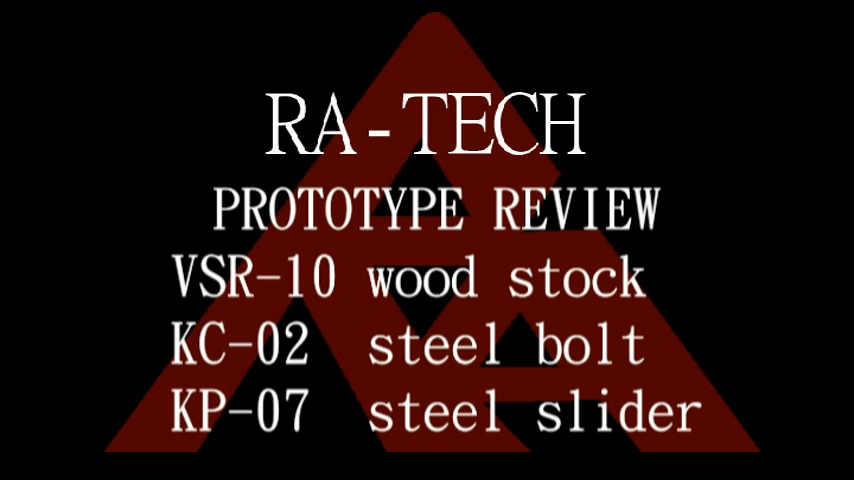 RA-TECH
PROTOTYPE REVIEW
VSR-10 wood stock
KC-02 steel bolt
KP-07 steel slider